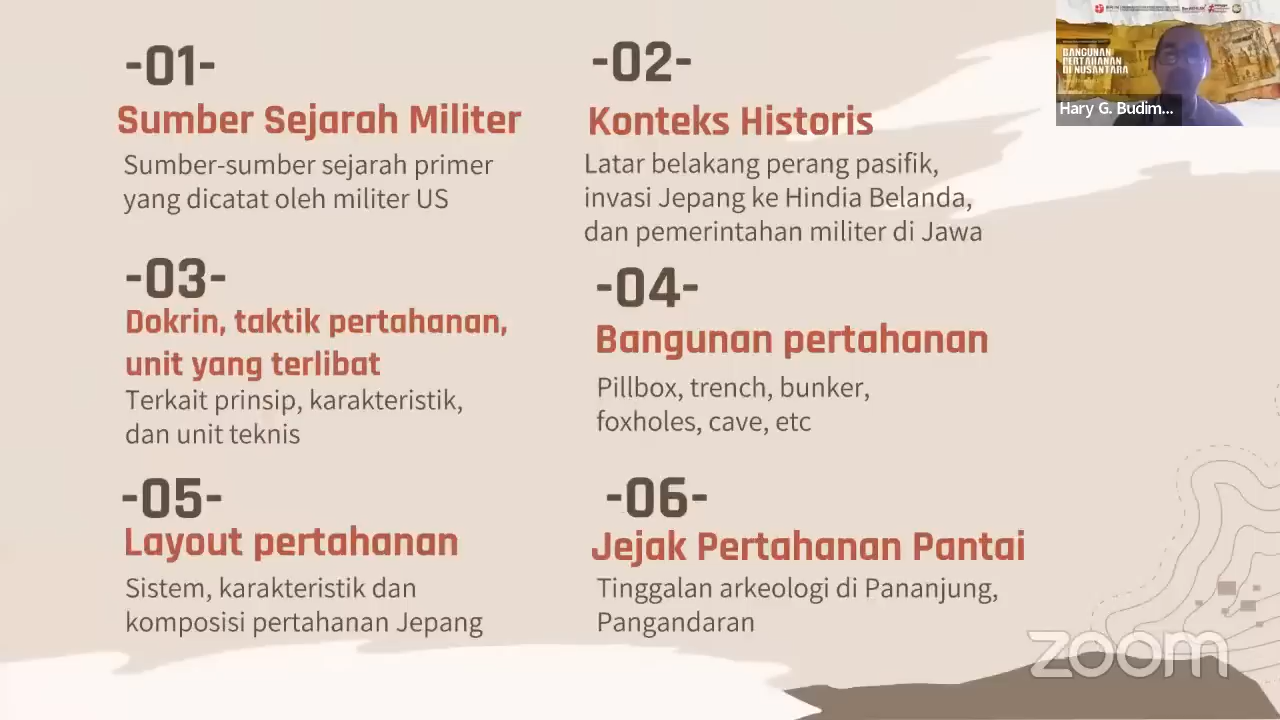 -01-
Sumber Sejarah Militer
Sumber-sumber sejarah primer
yang dicatat oleh militer US
-02-
Konteks Historis
Latar belakang perang pasifik,
invasi Jepang ke Hindia Belanda,
dan pemerintahan militer di Jawa
-03-
Dokrin, taktik pertahanan,
unit yang terlibat
Terkait prinsip, karakteristik,
dan unit teknis
-04-
Bangunan pertahanan
Pillbox, trench, bunker,
foxholes, cave, etc
-05-
Layout pertahanan
Sistem, karakteristik dan
komposisi pertahanan Jepang
-06-
Jejak Pertahanan Pantai
Tinggalan arkeologi di Pananjung,
Pangandaran
BANGUNAN
PERTAHANAN
DI NUSANTARA
Hary G. Budim...
zoom